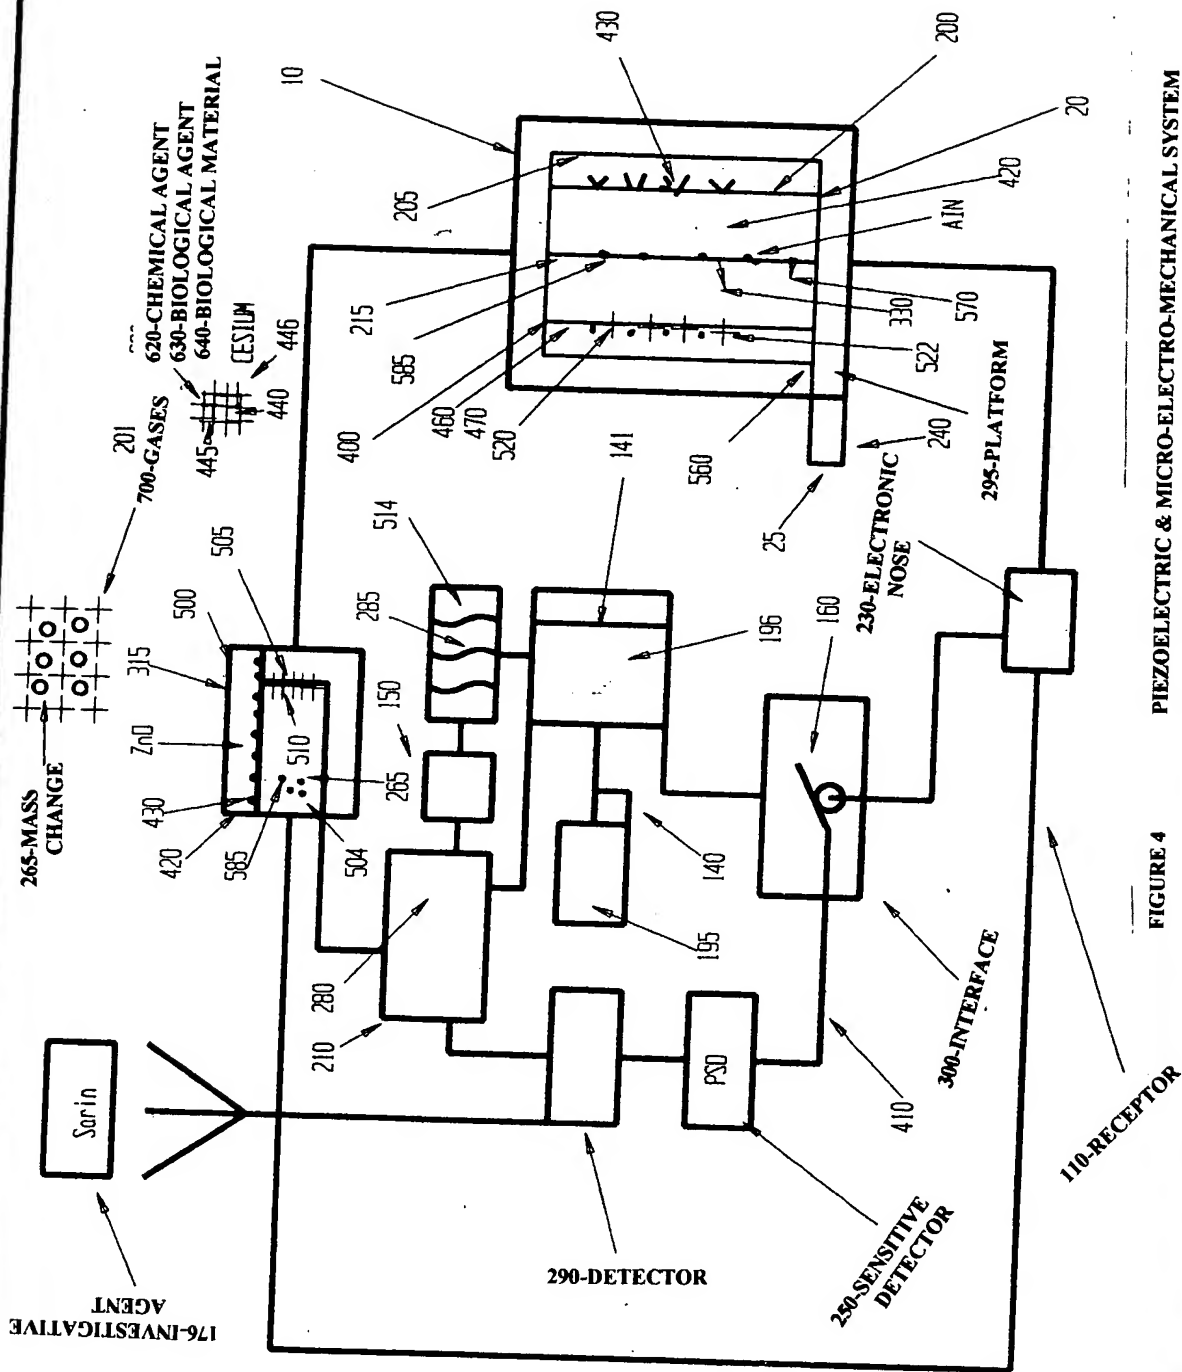 265-MASS
CHANGE
700-GASES
201
620-CHEMICAL AGENT
630-BIOLOGICAL AGENT
640-BIOLOGICAL MATERIAL
CESIUM
445
440
446
10
430
200
20
420
AlN
205
215
585
400
460
470
520
330
570
522
560
25
240
295-PLATFORM
230-ELECTRONIC
NOSE
500
315
ZnO
430
420
585
504
510
505
265
514
285
150
141
196
160
140
195
280
210
PSD
410
300-INTERFACE
110-RECEPTOR
250-SENSITIVE
DETECTOR
290-DETECTOR
Sarin
176-INVESTIGATIVE
AGENT
FIGURE 4
PIEZOELECTRIC & MICRO-ELECTRO-MECHANICAL SYSTEM